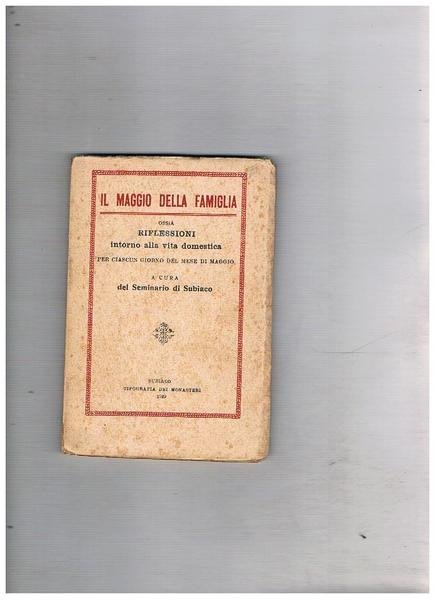 IL MAGGIO DELLA FAMIGLIA
OSSIA
RIFLESSIONI
intorno alla vita domestica
PER CIASCUN GIORNO DEL MESE DI MAGGIO
A CURA
del Seminario di Subiaco
SUBIACO
TIPOGRAFIA DEI MONASTERI